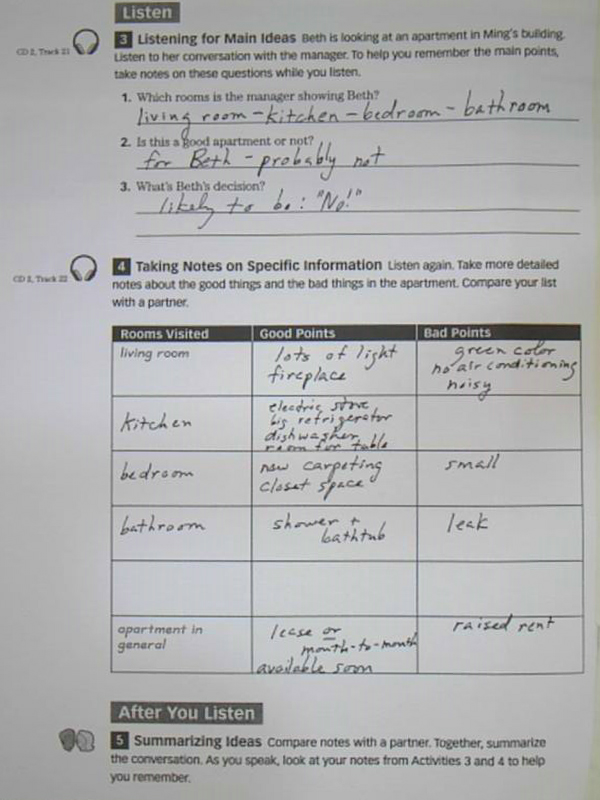 Listen
CD 2, Track 21
3 Listening for Main Ideas Beth is looking at an apartment in Ming's building.
Listen to her conversation with the manager. To help you remember the main points,
take notes on these questions while you listen.
1. Which rooms is the manager showing Beth?
living room – kitchen – bedroom – bathroom
2. Is this a good apartment or not?
for Beth – probably not
3. What's Beth's decision?
likely to be: "No!"
CD 2, Track 22
4 Taking Notes on Specific Information Listen again. Take more detailed
notes about the good things and the bad things in the apartment. Compare your list
with a partner.
Rooms Visited Good Points Bad Points
living room
lots of light
fireplace
green color
no air conditioning
noisy
kitchen
electric stove
big refrigerator
dishwasher
room for table
bedroom
new carpeting
closet space
small
bathroom
shower +
bathtub
leak
apartment in
general
lease or
month-to-month
available soon
raised rent
After You Listen
5 Summarizing Ideas Compare notes with a partner. Together, summarize
the conversation. As you speak, look at your notes from Activities 3 and 4 to help
you remember.